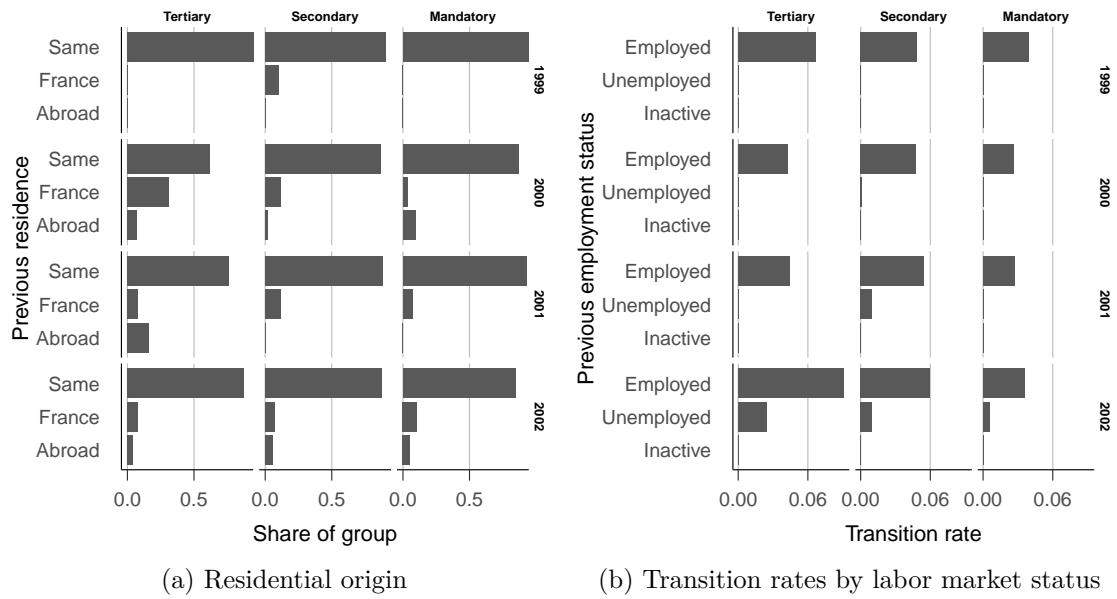 Tertiary Secondary Mandatory
Previous residence
Same
France
Abroad
1999
Same
France
Abroad
2000
Same
France
Abroad
2001
Same
France
Abroad
2002
0.0 0.5 0.0 0.5 0.0 0.5
Share of group
(a) Residential origin
Tertiary Secondary Mandatory
Previous employment status
Employed
Unemployed
Inactive
1999
Employed
Unemployed
Inactive
2000
Employed
Unemployed
Inactive
2001
Employed
Unemployed
Inactive
2002
0.00 0.06 0.00 0.06 0.00 0.06
Transition rate
(b) Transition rates by labor market status